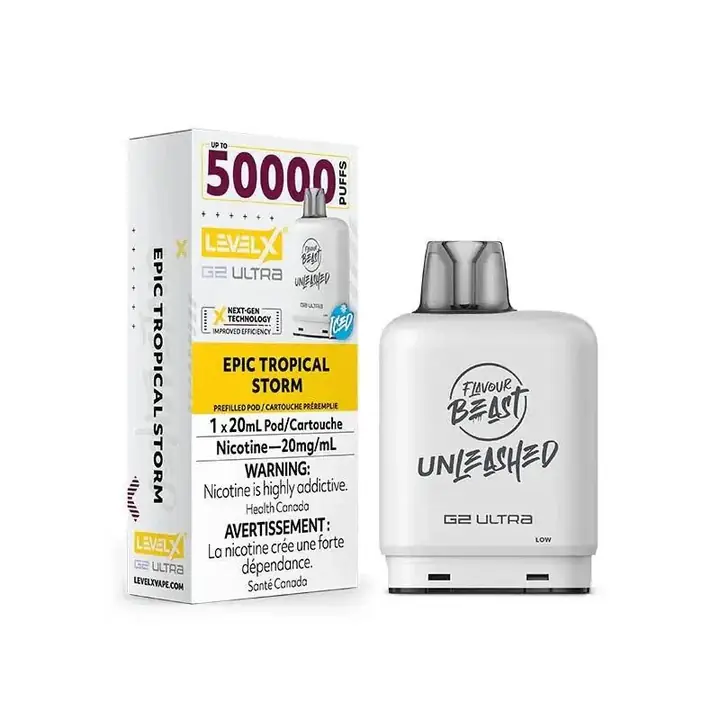 UP TO
50000
PUFFS
LEVEL X
G2 ULTRA
FLAVOUR
BEAST
UNLEASHED
G2 ULTRA
NEXT-GEN
TECHNOLOGY
IMPROVED EFFICIENCY
ICED
EPIC TROPICAL
STORM
PREFILLED POD / CARTOUCHE PRÉREMPLIE
1 x 20mL Pod/Cartouche
Nicotine—20mg/mL
WARNING:
Nicotine is highly addictive.
Health Canada
AVERTISSEMENT :
La nicotine crée une forte
dépendance.
Santé Canada
EPIC TROPICAL STORM
LEVEL X
G2 ULTRA
LEVELXVAPE.COM
FLAVOUR
BEAST
UNLEASHED
G2 ULTRA
LOW